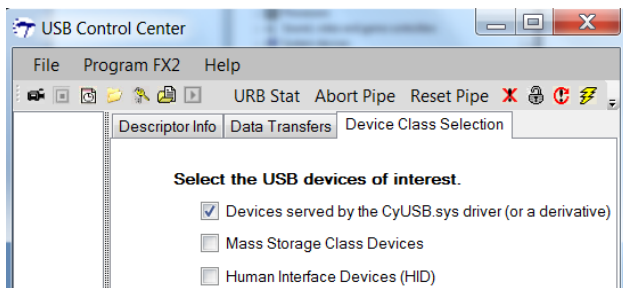 USB Control Center
File Program FX2 Help
URB Stat Abort Pipe Reset Pipe
Descriptor Info Data Transfers Device Class Selection
Select the USB devices of interest.
Devices served by the CyUSB.sys driver (or a derivative)
Mass Storage Class Devices
Human Interface Devices (HID)